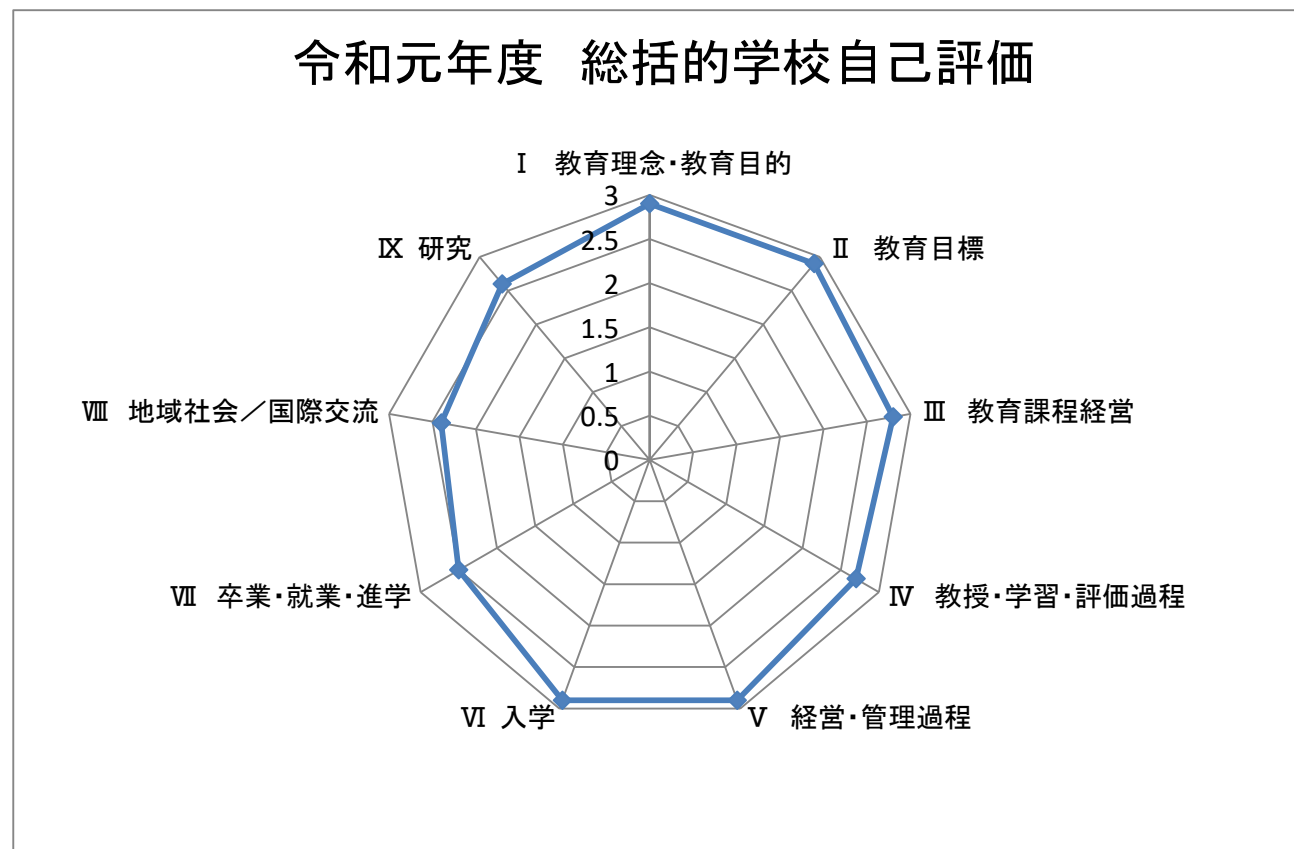 令和元年度　総括的学校自己評価
Ⅰ　教育理念・教育目的
Ⅱ　教育目標
Ⅲ　教育課程経営
Ⅳ　教授・学習・評価過程
Ⅴ　経営・管理過程
Ⅵ 入学
Ⅶ 卒業・就業・進学
Ⅷ 地域社会／国際交流
Ⅸ 研究
3
2.5
2
1.5
1
0.5
0